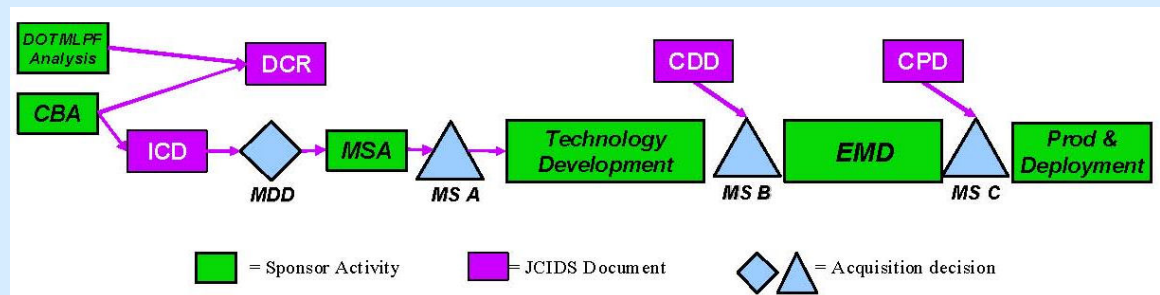 DOTMLPF
Analysis
DCR
CDD
CPD
CBA
ICD
MDD
MSA
MS A
Technology
Development
MS B
EMD
MS C
Prod &
Deployment
= Sponsor Activity
= JCIDS Document
= Acquisition decision